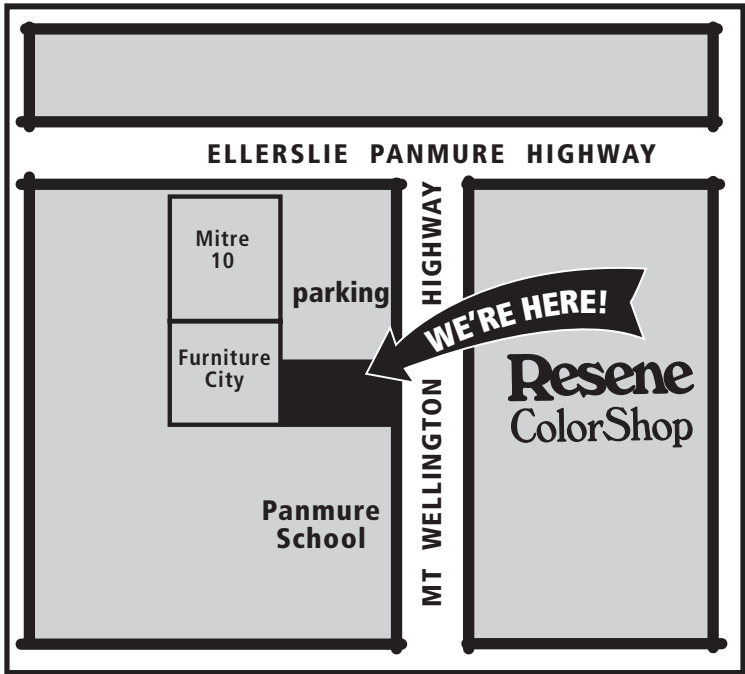 ELLERSLIE PANMURE HIGHWAY
Mitre
10
parking
Furniture
City
Panmure
School
MT WELLINGTON HIGHWAY
WE'RE HERE!
Resene
ColorShop